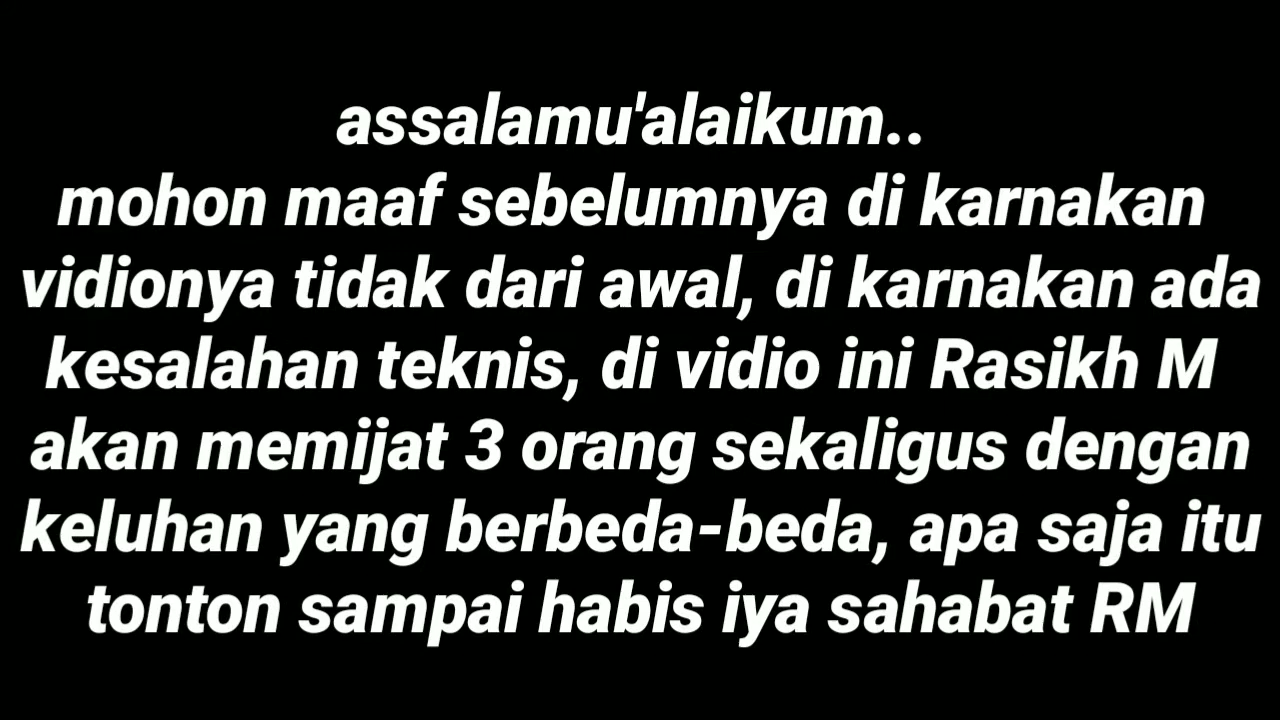 assalamu'alaikum..
mohon maaf sebelumnya di karnakan
vidionya tidak dari awal, di karnakan ada
kesalahan teknis, di vidio ini Rasikh M
akan memijat 3 orang sekaligus dengan
keluhan yang berbeda-beda, apa saja itu
tonton sampai habis iya sahabat RM